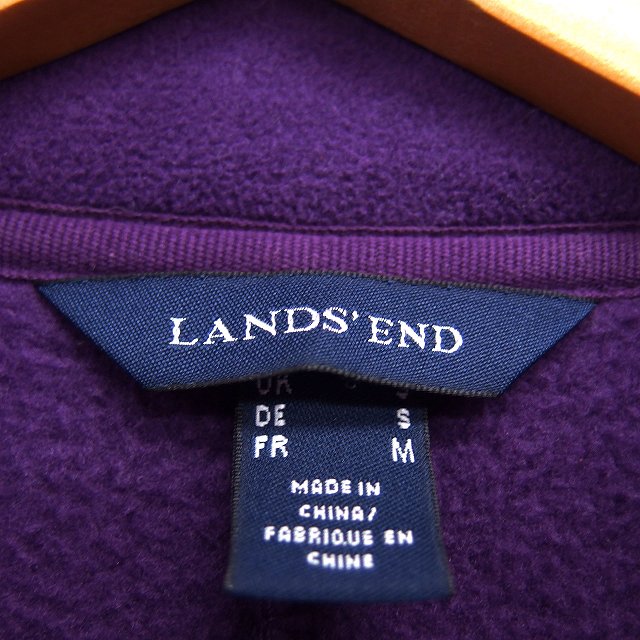 LANDS' END
DE S
FR M
MADE IN
CHINA/
FABRIQUE EN
CHINE